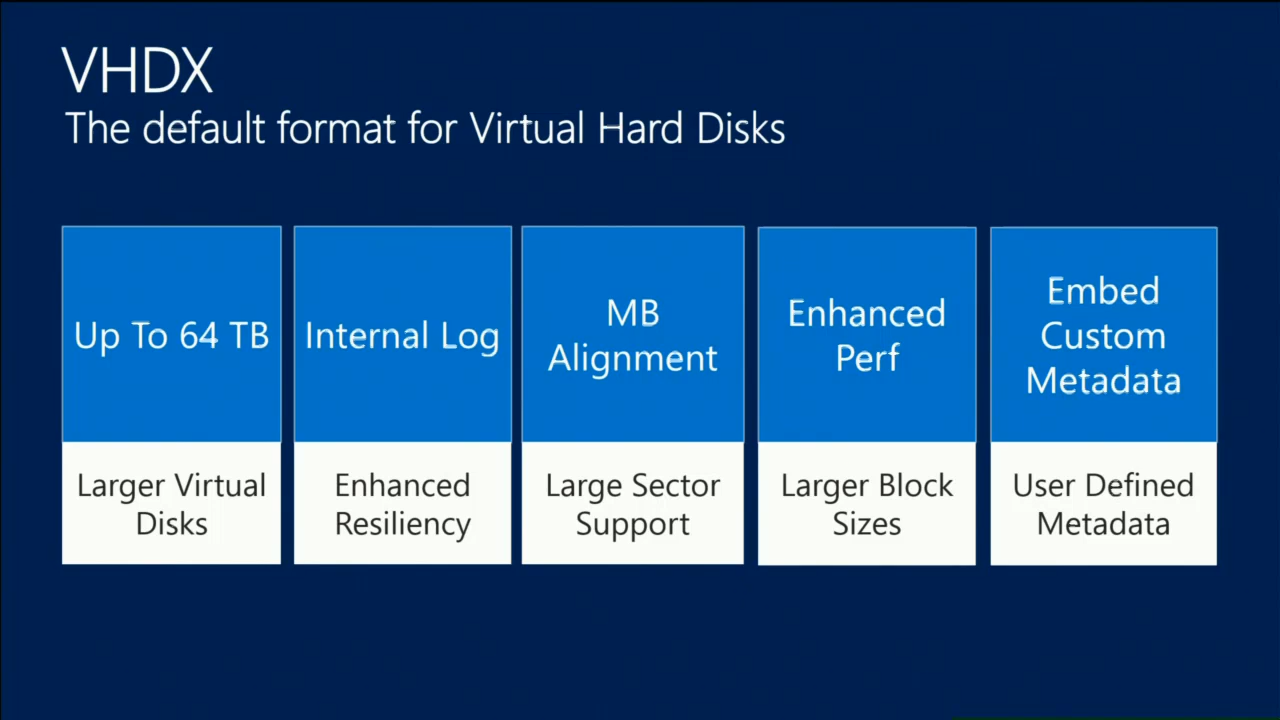 VHDX
The default format for Virtual Hard Disks
Up To 64 TB
Larger Virtual
Disks
Internal Log
Enhanced
Resiliency
MB
Alignment
Large Sector
Support
Enhanced
Perf
Larger Block
Sizes
Embed
Custom
Metadata
User Defined
Metadata